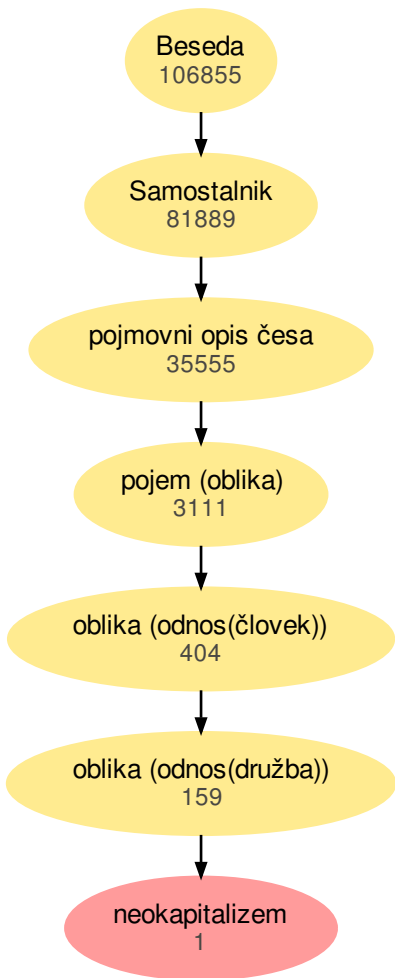 Beseda
106855
Samostalnik
81889
pojmovni opis česa
35555
pojem (oblika)
3111
oblika (odnos(človek))
404
oblika (odnos(družba))
159
neokapitalizem
1